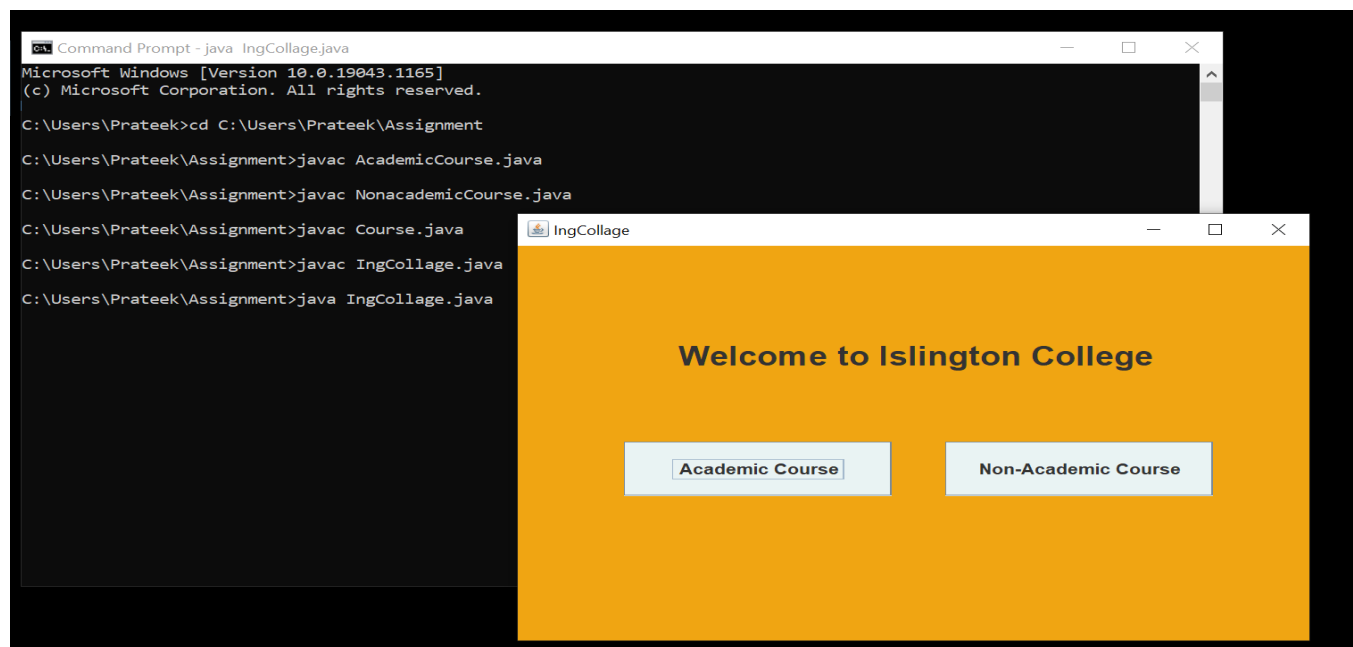 Command Prompt - java  IngCollage.java
Microsoft Windows [Version 10.0.19043.1165]
(c) Microsoft Corporation. All rights reserved.
C:\Users\Prateek>cd C:\Users\Prateek\Assignment
C:\Users\Prateek\Assignment>javac AcademicCourse.java
C:\Users\Prateek\Assignment>javac NonacademicCourse.java
C:\Users\Prateek\Assignment>javac Course.java
C:\Users\Prateek\Assignment>javac IngCollage.java
C:\Users\Prateek\Assignment>java IngCollage.java
IngCollage
Welcome to Islington College
Academic Course
Non-Academic Course